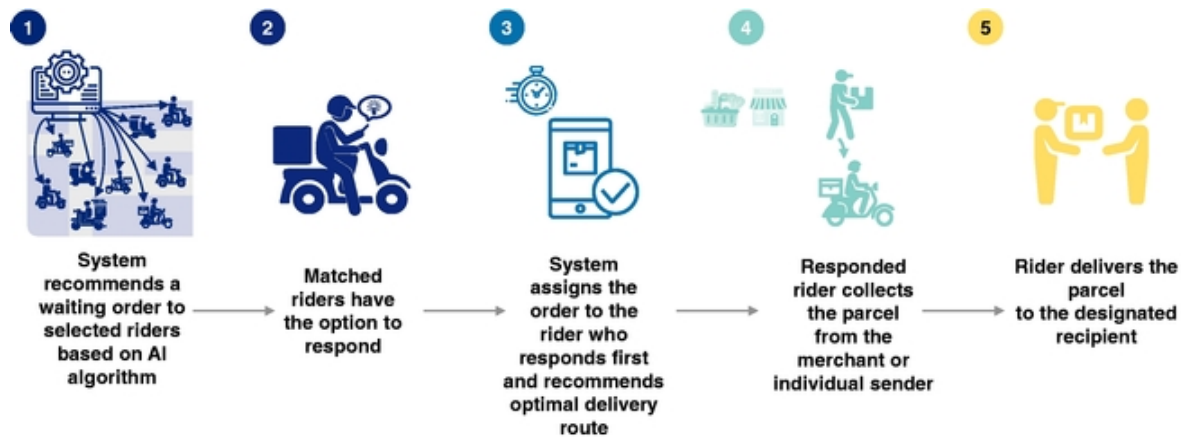 1
System
recommends a
waiting order to
selected riders
based on AI
algorithm
2
Matched
riders have
the option to
respond
3
System
assigns the
order to the
rider who
responds first
and recommends
optimal delivery
route
4
Responded
rider collects
the parcel
from the
merchant or
individual sender
5
Rider delivers the
parcel
to the designated
recipient